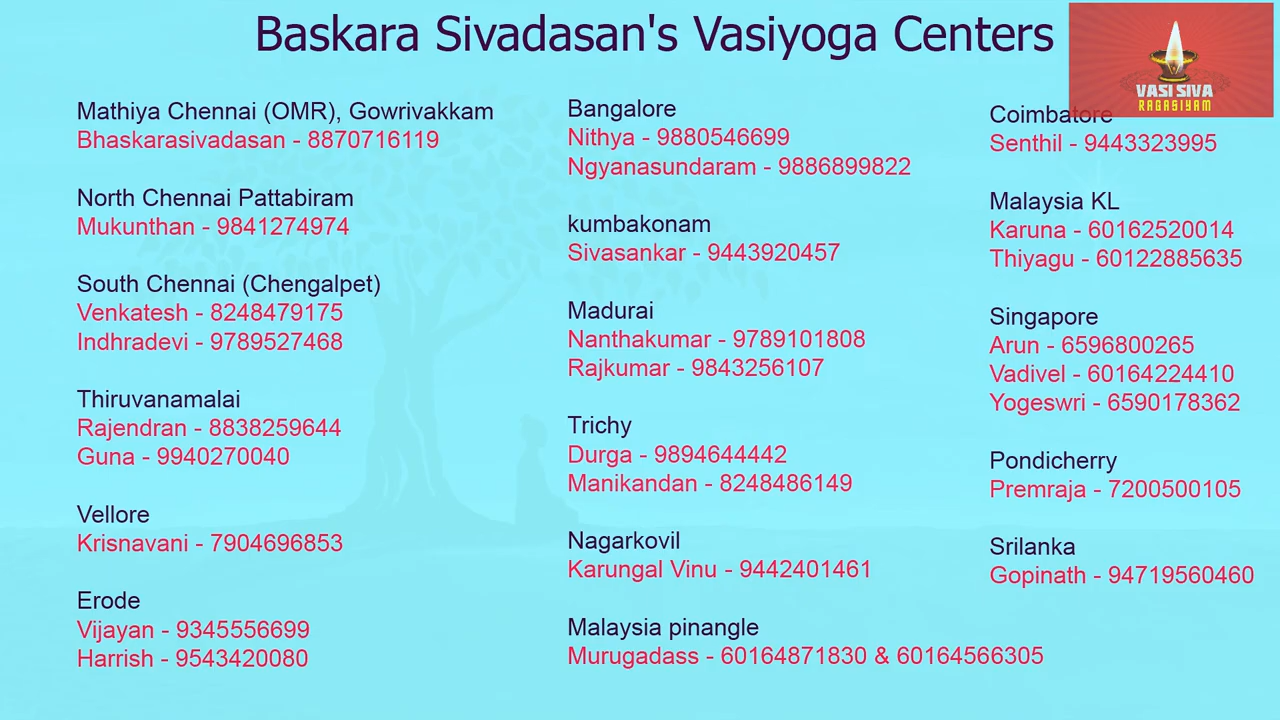 Baskara Sivadasan's Vasiyoga Centers
VASI SIVA
RAGASIYAM
Mathiya Chennai (OMR), Gowrivakkam
Bhaskarasivadasan - 8870716119
North Chennai Pattabiram
Mukunthan - 9841274974
South Chennai (Chengalpet)
Venkatesh - 8248479175
Indhradevi - 9789527468
Thiruvanamalai
Rajendran - 8838259644
Guna - 9940270040
Vellore
Krisnavani - 7904696853
Erode
Vijayan - 9345556699
Harrish - 9543420080
Bangalore
Nithya - 9880546699
Ngyanasundaram - 9886899822
kumbakonam
Sivasankar - 9443920457
Madurai
Nanthakumar - 9789101808
Rajkumar - 9843256107
Trichy
Durga - 9894644442
Manikandan - 8248486149
Nagarkovil
Karungal Vinu - 9442401461
Malaysia pinangle
Murugadass - 60164871830 & 60164566305
Coimbatore
Senthil - 9443323995
Malaysia KL
Karuna - 60162520014
Thiyagu - 60122885635
Singapore
Arun - 6596800265
Vadivel - 60164224410
Yogeswri - 6590178362
Pondicherry
Premraja - 7200500105
Srilanka
Gopinath - 94719560460